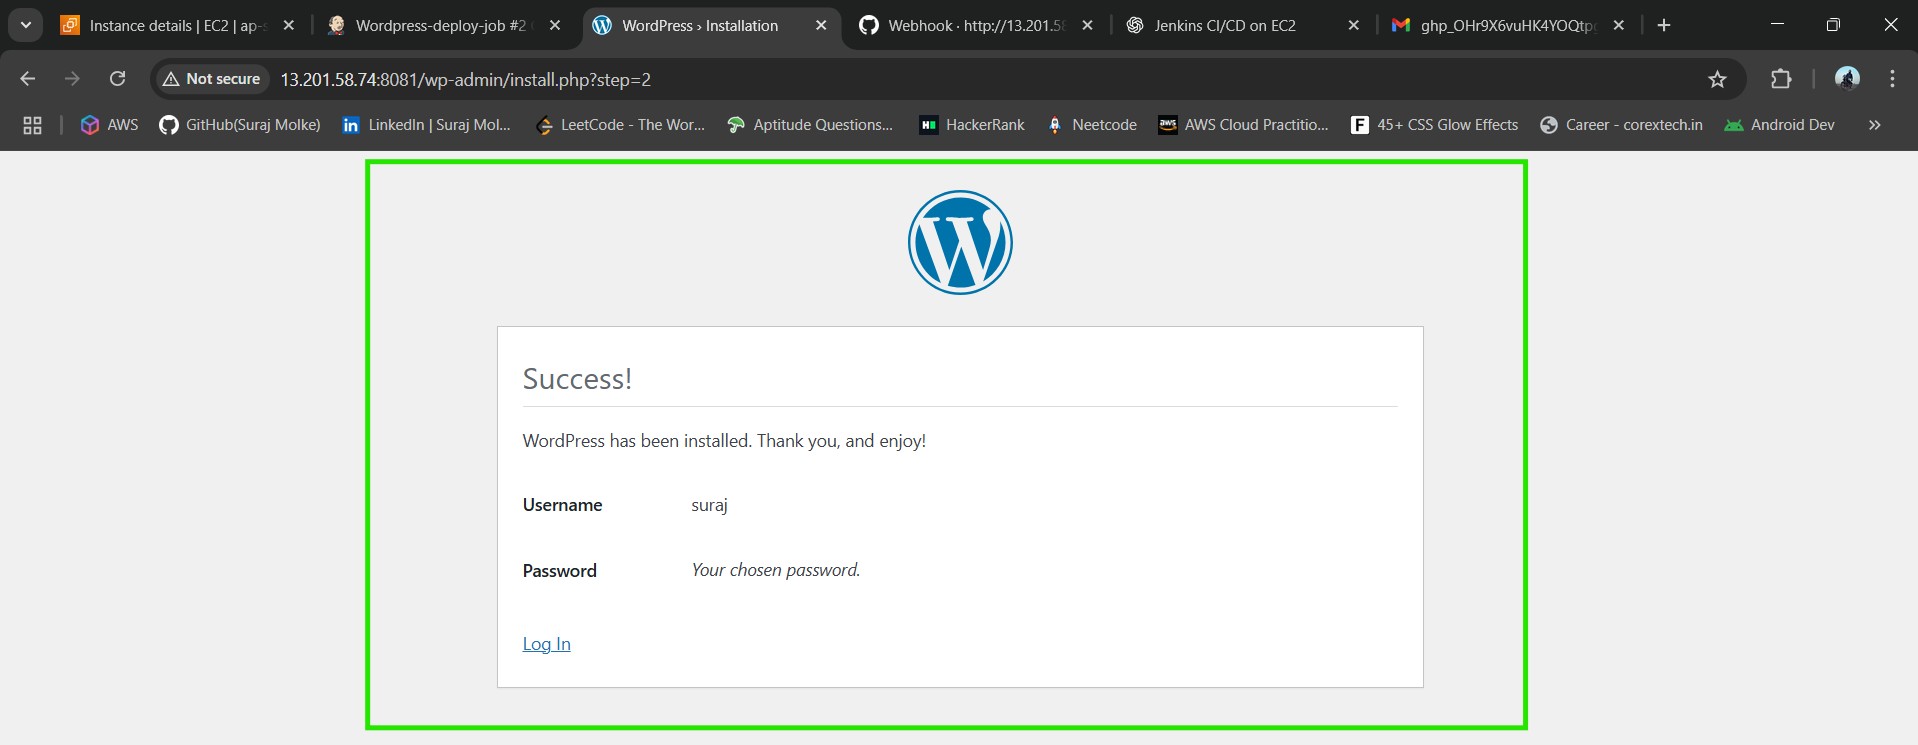 Instance details | EC2 | ap-s
Wordpress-deploy-job #2
WordPress › Installation
Webhook · http://13.201.58
Jenkins CI/CD on EC2
Not secure
13.201.58.74:8081/wp-admin/install.php?step=2
AWS
GitHub(Suraj Molke)
LinkedIn | Suraj Mol...
LeetCode - The Wor...
Aptitude Questions...
HackerRank
Neetcode
AWS Cloud Practitio...
45+ CSS Glow Effects
Career - corextech.in
Android Dev
Success!
WordPress has been installed. Thank you, and enjoy!
Username suraj
Password Your chosen password.
Log In